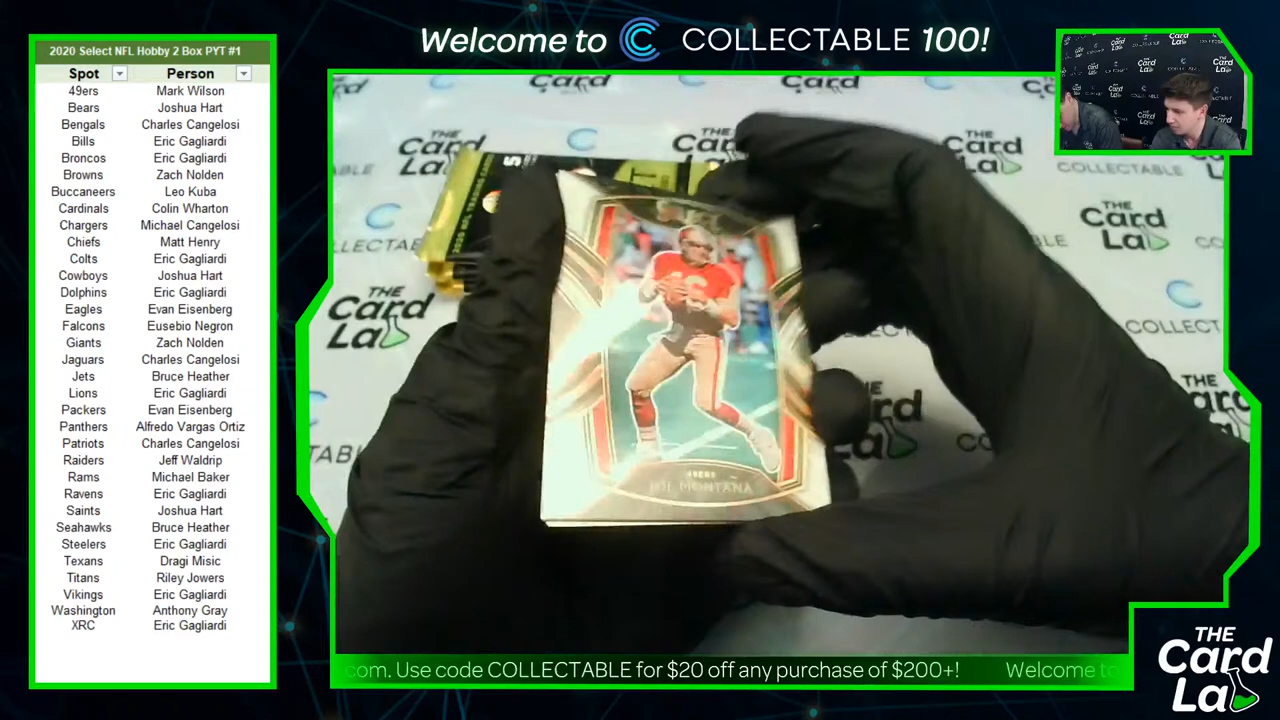 Welcome to COLLECTABLE 100!
2020 Select NFL Hobby 2 Box PYT #1
Spot Person
49ers Mark Wilson
Bears Joshua Hart
Bengals Charles Cangelosi
Bills Eric Gagliardi
Broncos Eric Gagliardi
Browns Zach Nolden
Buccaneers Leo Kuba
Cardinals Colin Wharton
Chargers Michael Cangelosi
Chiefs Matt Henry
Colts Eric Gagliardi
Cowboys Joshua Hart
Dolphins Eric Gagliardi
Eagles Evan Eisenberg
Falcons Eusebio Negron
Giants Zach Nolden
Jaguars Charles Cangelosi
Jets Bruce Heather
Lions Eric Gagliardi
Packers Evan Eisenberg
Panthers Alfredo Vargas Ortiz
Patriots Charles Cangelosi
Raiders Jeff Waldrip
Rams Michael Baker
Ravens Eric Gagliardi
Saints Joshua Hart
Seahawks Bruce Heather
Steelers Eric Gagliardi
Texans Dragi Misic
Titans Riley Jowers
Vikings Eric Gagliardi
Washington Anthony Gray
XRC Eric Gagliardi
THE
Card
La
COLLECT
49ERS
JOE MONTANA
com. Use code COLLECTABLE for $20 off any purchase of $200+! Welcome to
THE
Card
La